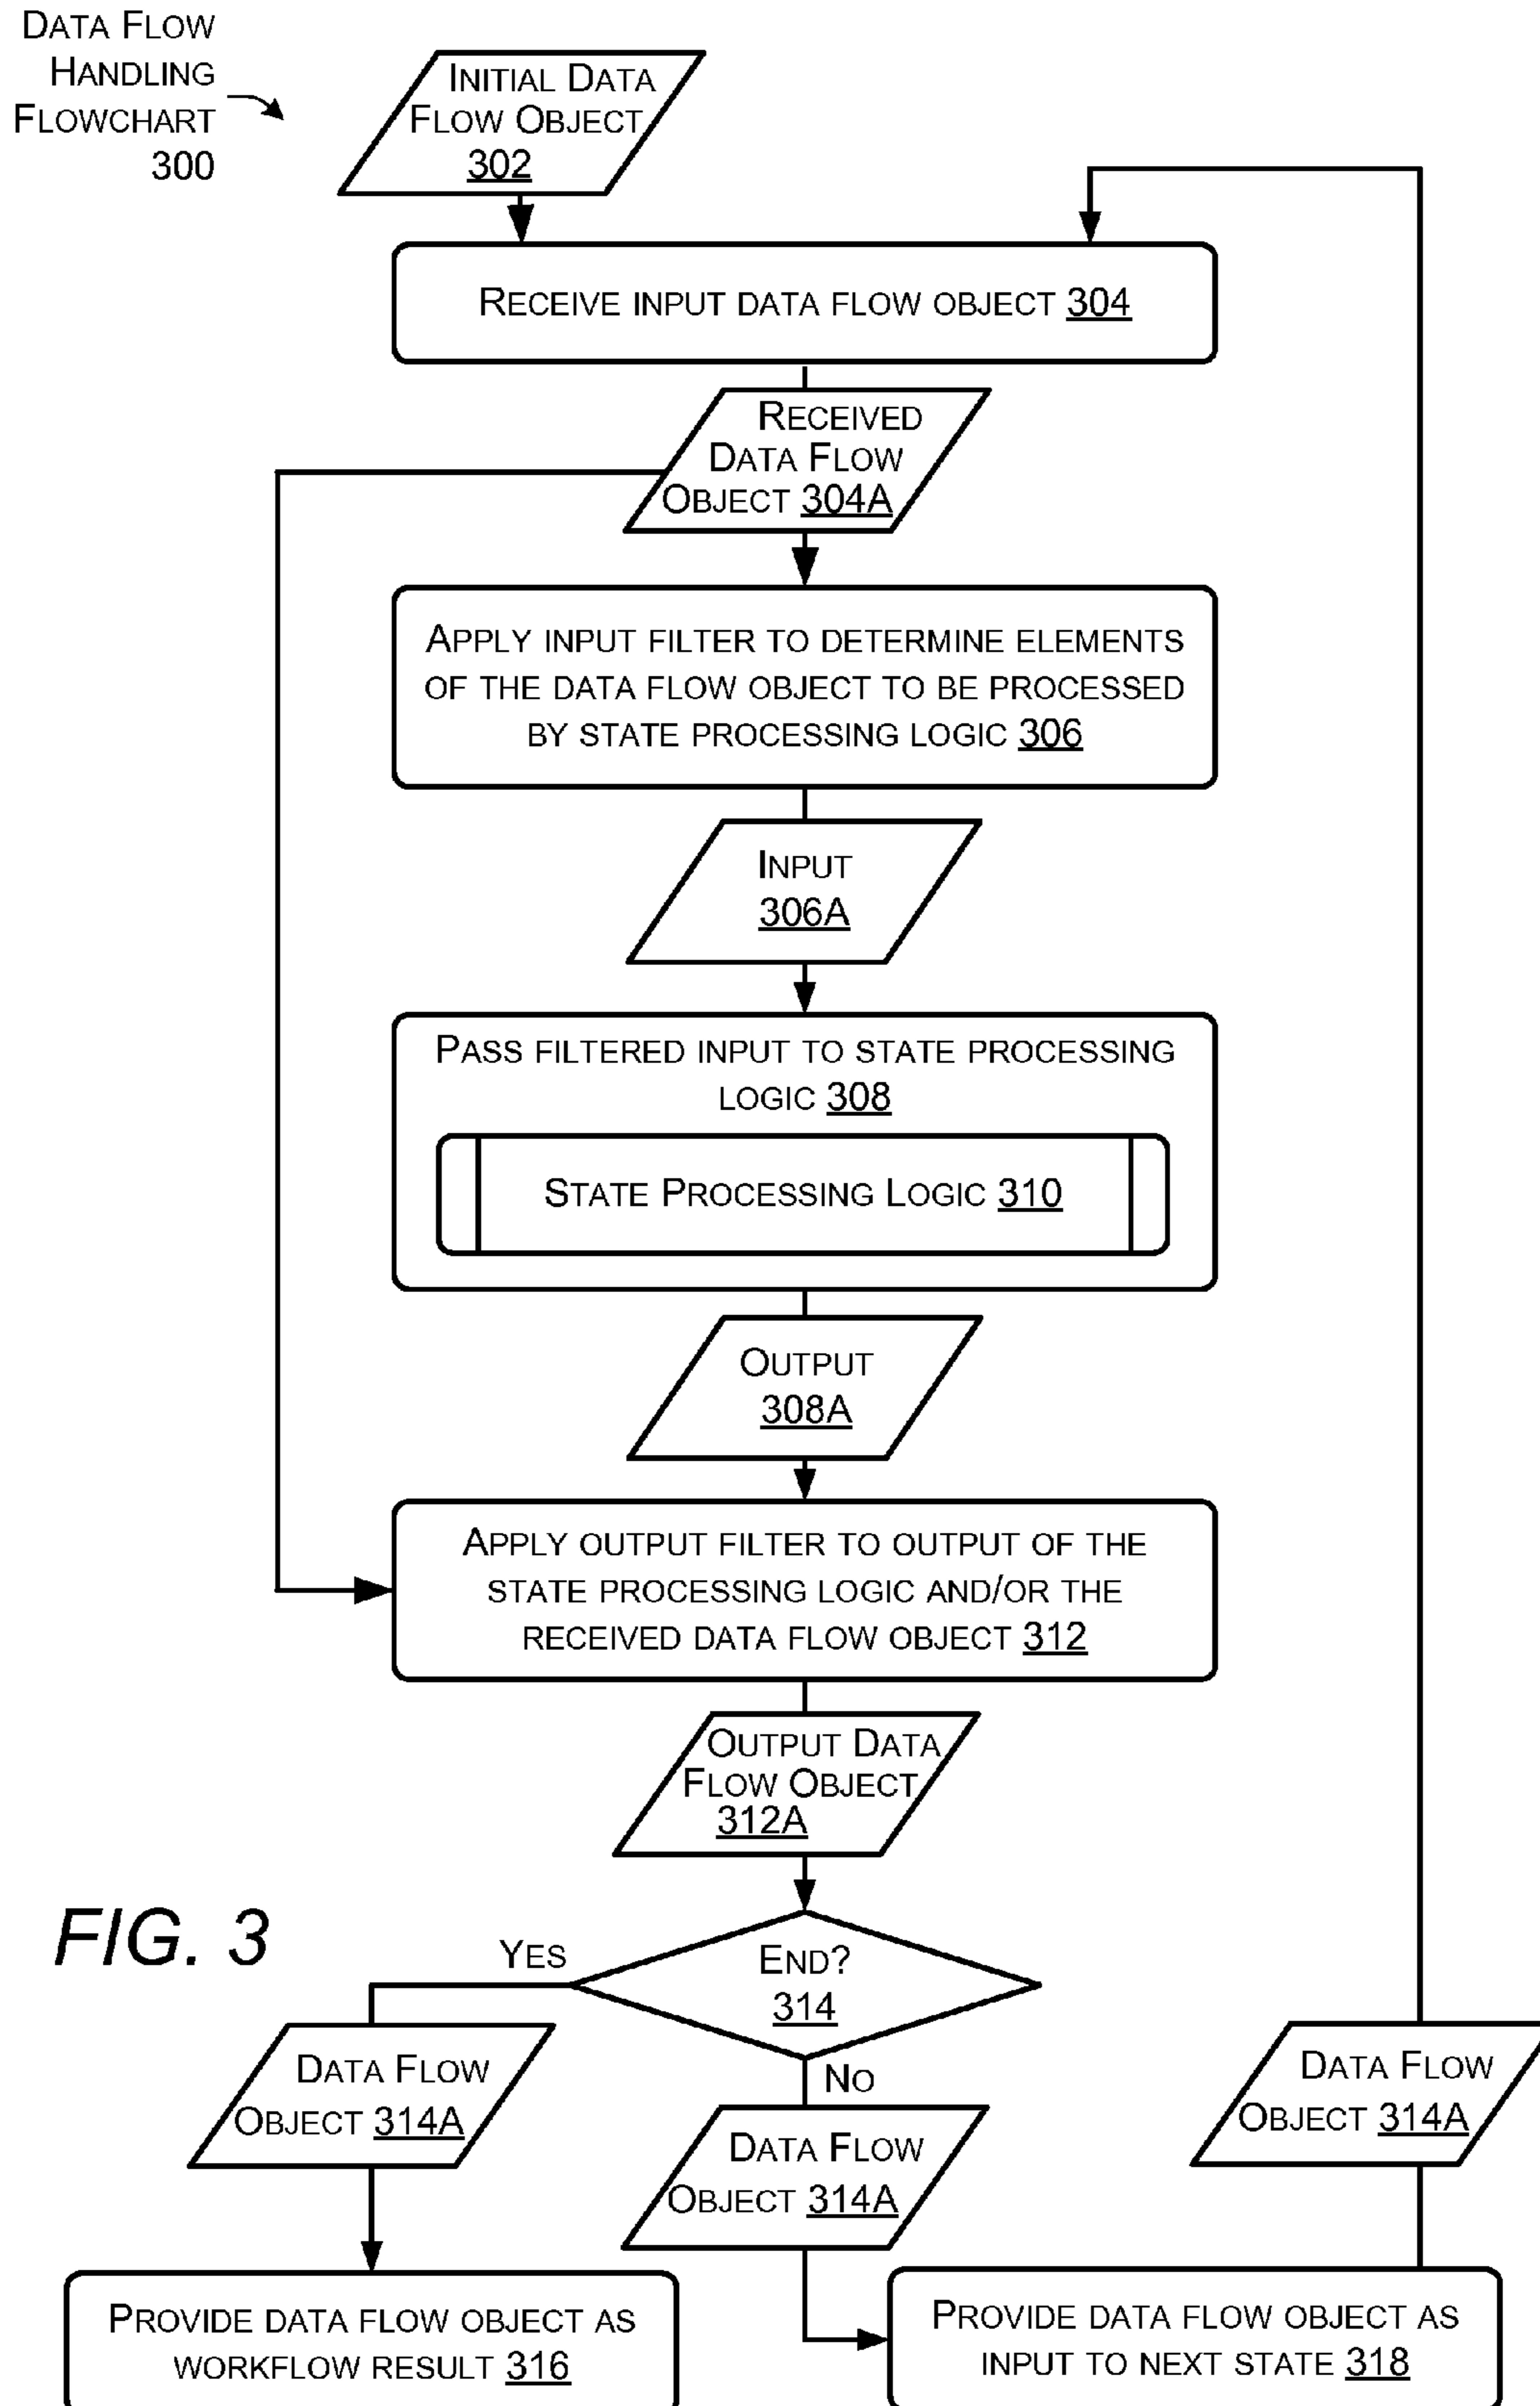 DATA FLOW
HANDLING
FLOWCHART
300
INITIAL DATA
FLOW OBJECT
302
RECEIVE INPUT DATA FLOW OBJECT 304
RECEIVED
DATA FLOW
OBJECT 304A
APPLY INPUT FILTER TO DETERMINE ELEMENTS
OF THE DATA FLOW OBJECT TO BE PROCESSED
BY STATE PROCESSING LOGIC 306
INPUT
306A
PASS FILTERED INPUT TO STATE PROCESSING
LOGIC 308
STATE PROCESSING LOGIC 310
OUTPUT
308A
APPLY OUTPUT FILTER TO OUTPUT OF THE
STATE PROCESSING LOGIC AND/OR THE
RECEIVED DATA FLOW OBJECT 312
OUTPUT DATA
FLOW OBJECT
312A
FIG. 3
END?
314
YES
NO
DATA FLOW
OBJECT 314A
DATA FLOW
OBJECT 314A
DATA FLOW
OBJECT 314A
PROVIDE DATA FLOW OBJECT AS
WORKFLOW RESULT 316
PROVIDE DATA FLOW OBJECT AS
INPUT TO NEXT STATE 318